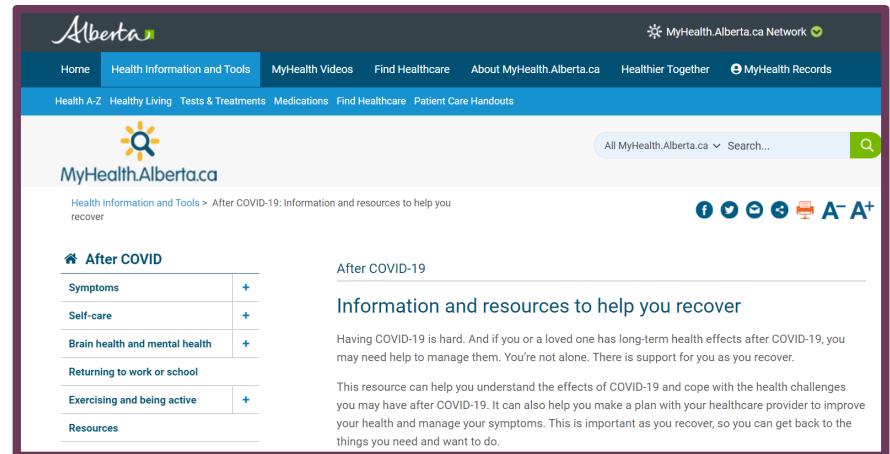 Alberta
MyHealth.Alberta.ca Network
Home Health Information and Tools MyHealth Videos Find Healthcare About MyHealth.Alberta.ca Healthier Together MyHealth Records
Health A-Z Healthy Living Tests & Treatments Medications Find Healthcare Patient Care Handouts
MyHealth.Alberta.ca
All MyHealth.Alberta.ca Search...
Health Information and Tools > After COVID-19: Information and resources to help you
recover
A− A+
After COVID
Symptoms +
Self-care +
Brain health and mental health +
Returning to work or school
Exercising and being active +
Resources
After COVID-19
Information and resources to help you recover
Having COVID-19 is hard. And if you or a loved one has long-term health effects after COVID-19, you
may need help to manage them. You’re not alone. There is support for you as you recover.
This resource can help you understand the effects of COVID-19 and cope with the health challenges
you may have after COVID-19. It can also help you make a plan with your healthcare provider to improve
your health and manage your symptoms. This is important as you recover, so you can get back to the
things you need and want to do.